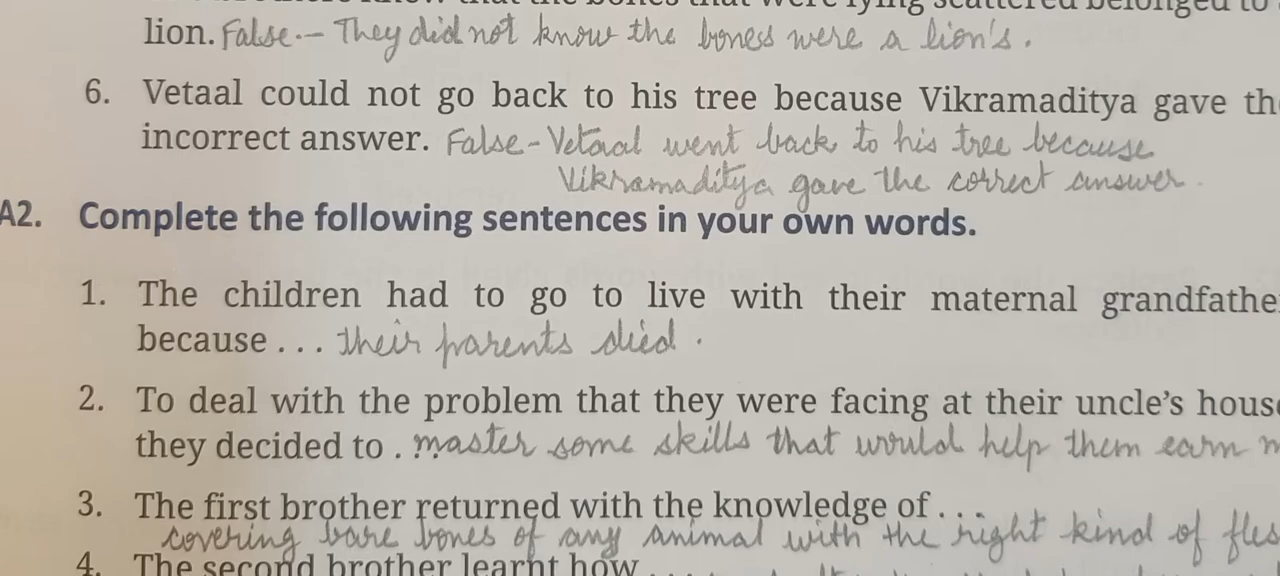 lion. False.- They did not know the bones were a lion's.
6. Vetaal could not go back to his tree because Vikramaditya gave th
incorrect answer. False - Vetaal went back to his tree because
Vikramaditya gave the correct answer.
A2. Complete the following sentences in your own words.
1. The children had to go to live with their maternal grandfather
because . . . their parents died.
2. To deal with the problem that they were facing at their uncle's house
they decided to . . . master some skills that would help them earn m
3. The first brother returned with the knowledge of . . .
covering bare bones of any animal with the right kind of fles
4. The second brother learnt how . . .